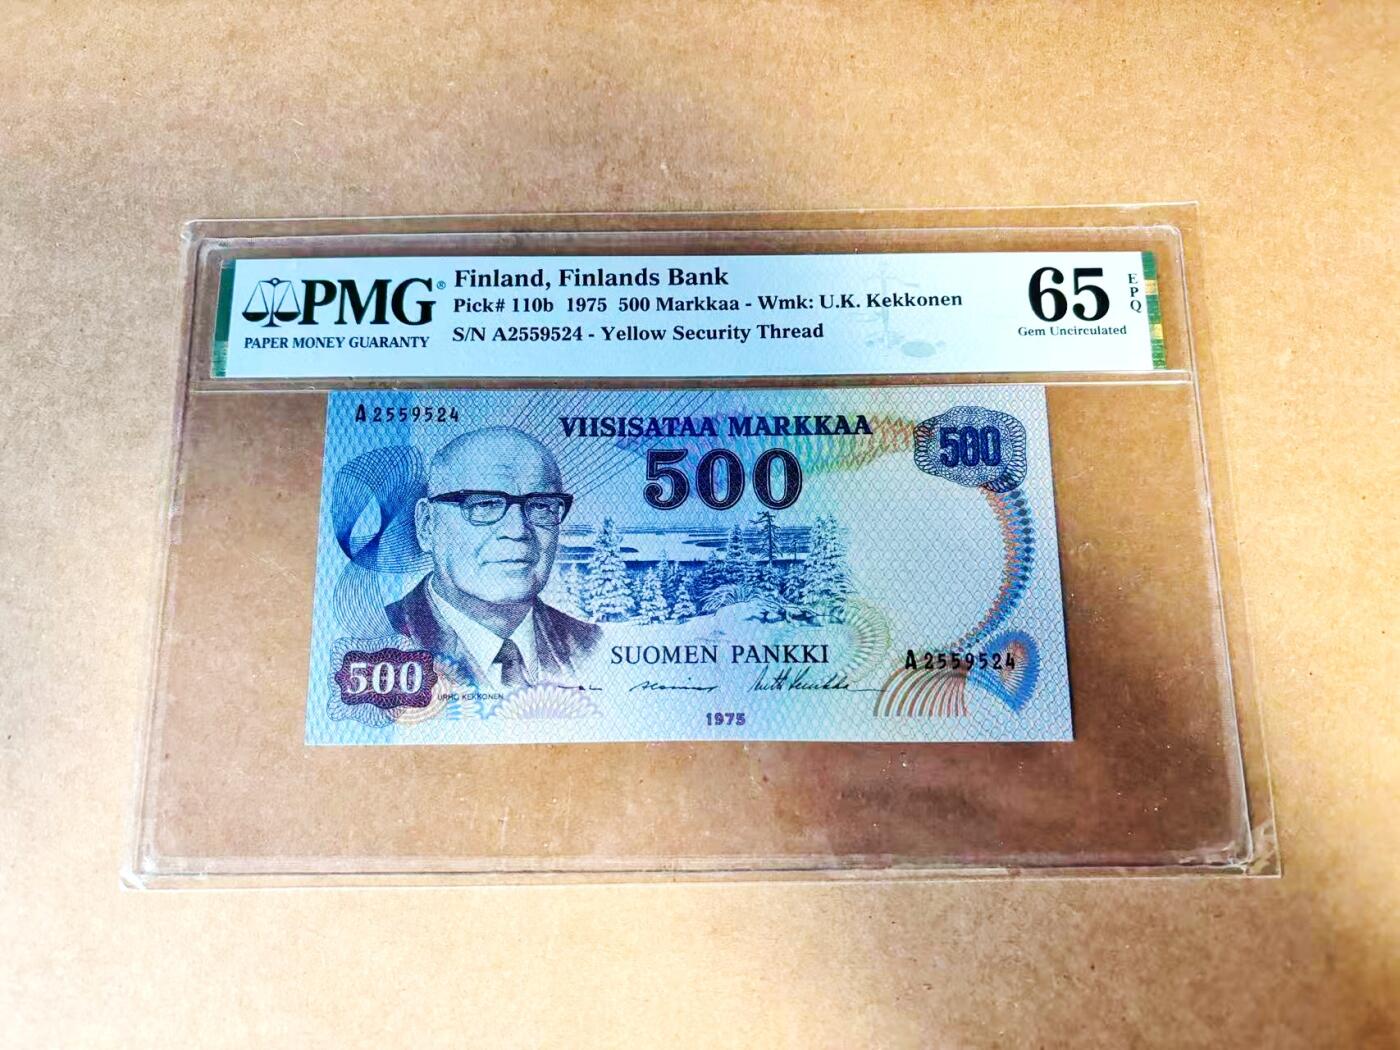 PMG®
PAPER MONEY GUARANTY
Finland, Finlands Bank
Pick# 110b 1975 500 Markkaa - Wmk: U.K. Kekkonen
S/N A2559524 - Yellow Security Thread
65
EPQ
Gem Uncirculated
A2559524
VIISISATAA MARKKAA
500
500
SUOMEN PANKKI
A2559524
500
URHO KEKKONEN
1975